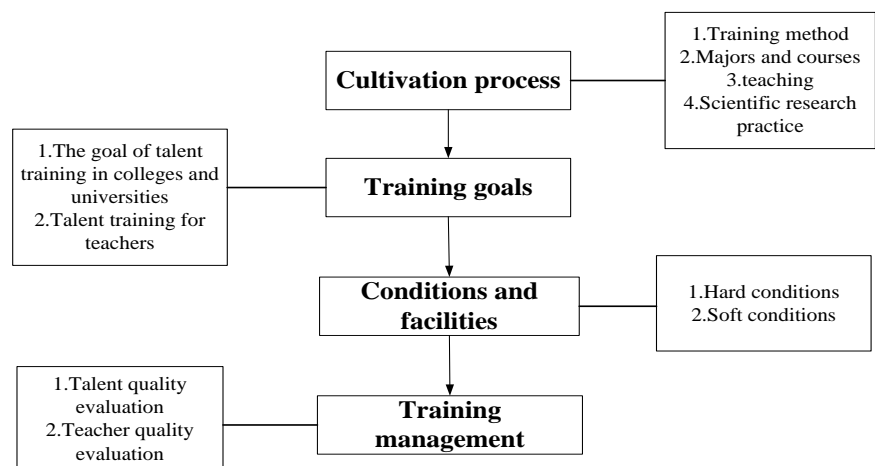 Cultivation process
1.Training method
2.Majors and courses
3.teaching
4.Scientific research
practice
1.The goal of talent
training in colleges and
universities
2.Talent training for
teachers
Training goals
Conditions and
facilities
1.Hard conditions
2.Soft conditions
1.Talent quality
evaluation
2.Teacher quality
evaluation
Training
management